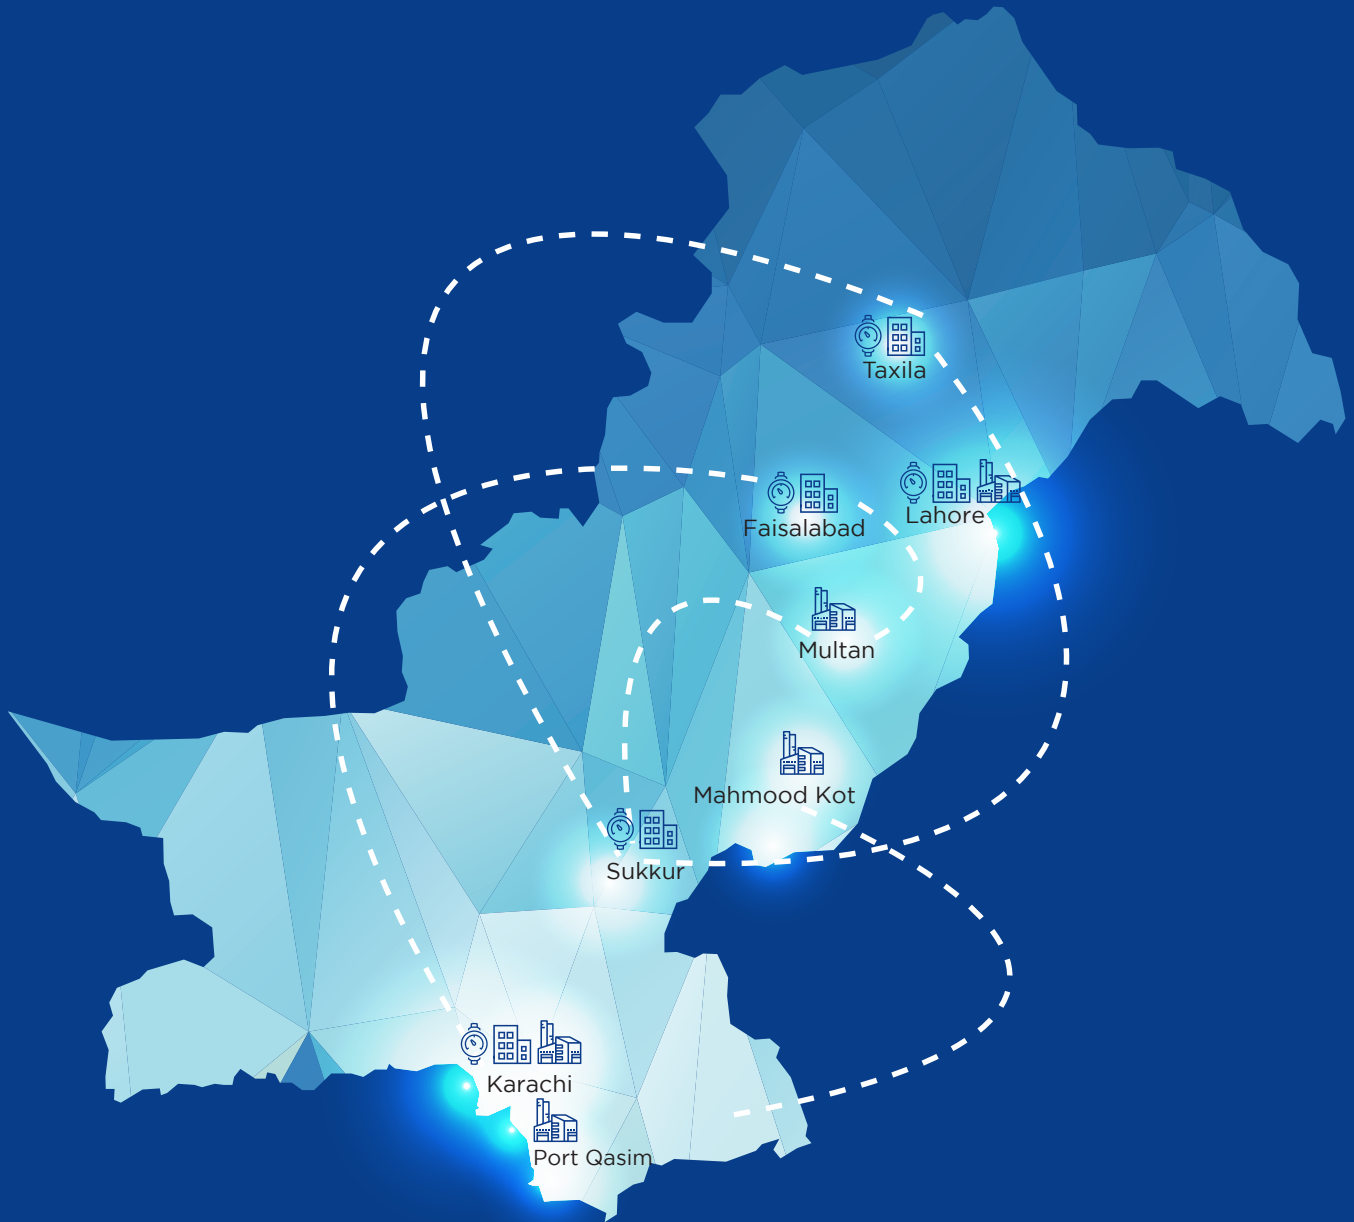 Taxila
Lahore
Faisalabad
Multan
Mahmood Kot
Sukkur
Karachi
Port Qasim